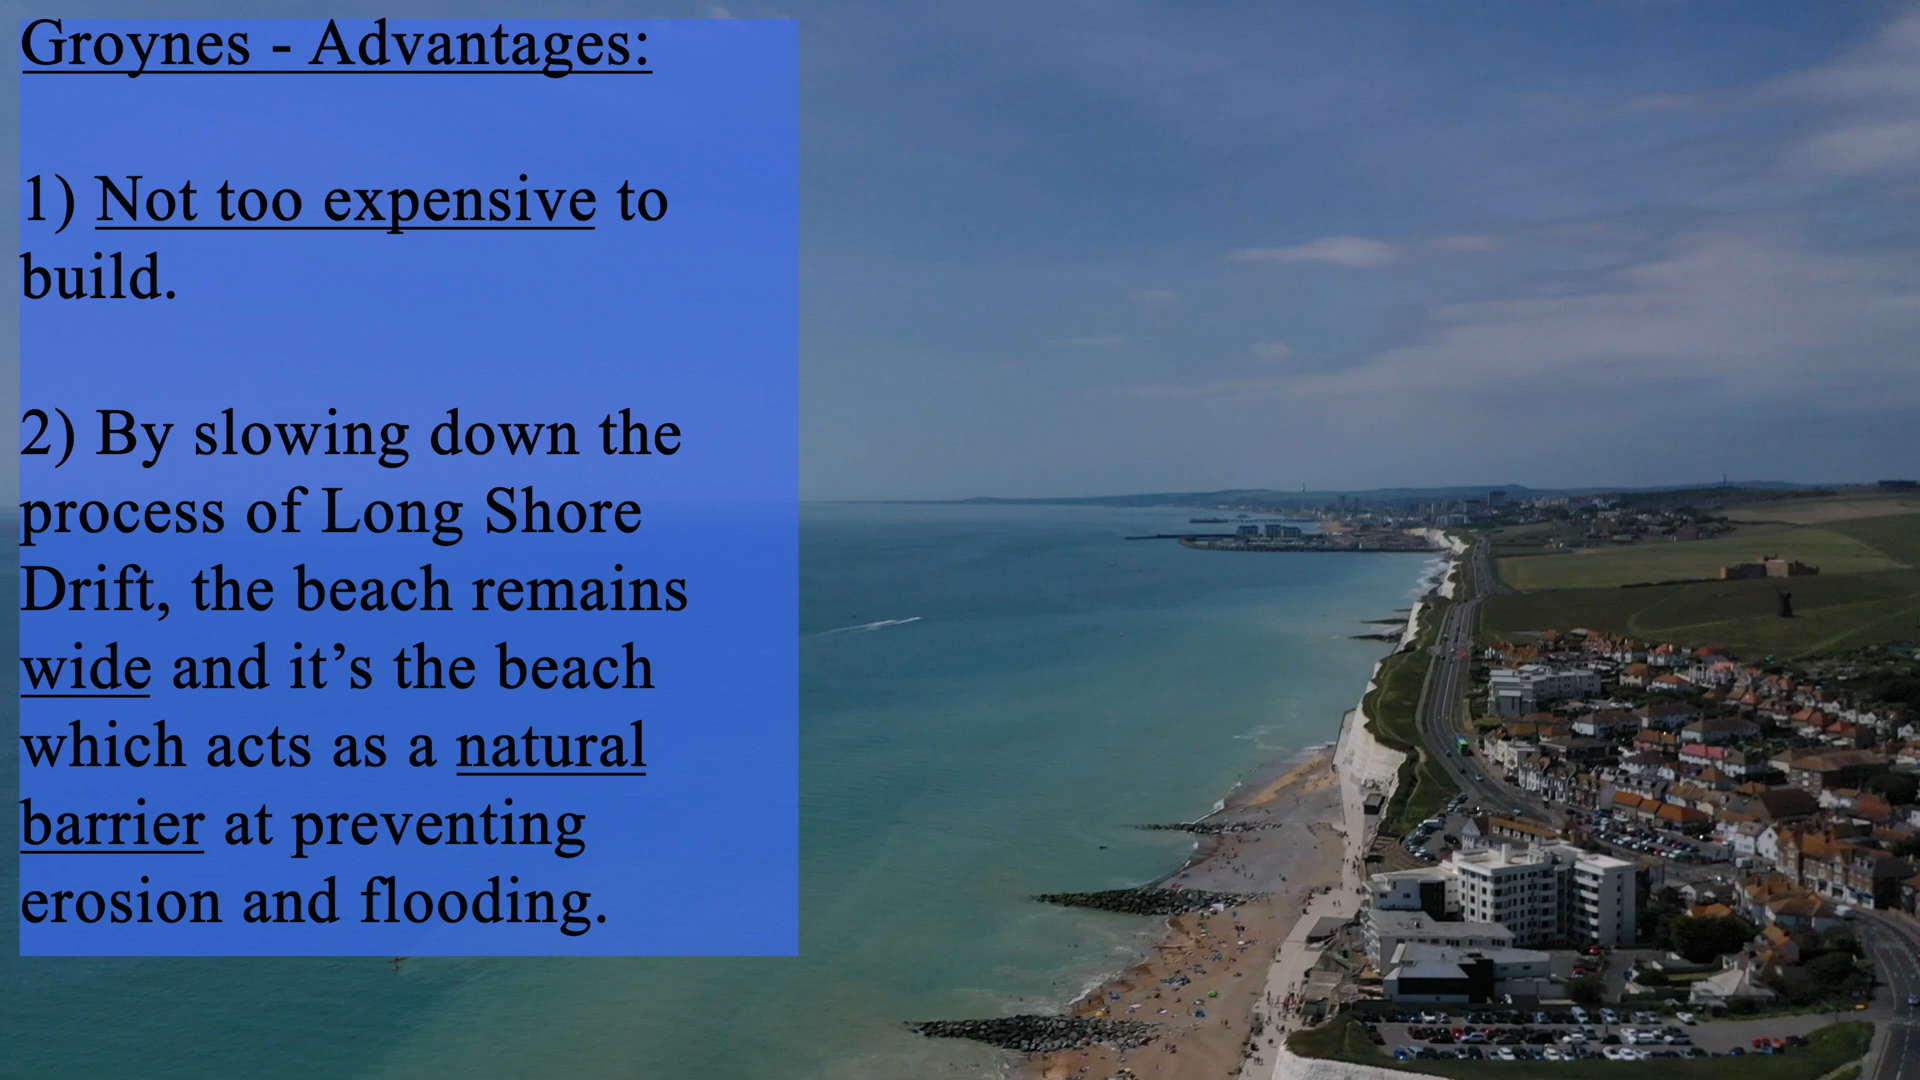 Groynes - Advantages:
1) Not too expensive to
build.
2) By slowing down the
process of Long Shore
Drift, the beach remains
wide and it’s the beach
which acts as a natural
barrier at preventing
erosion and flooding.